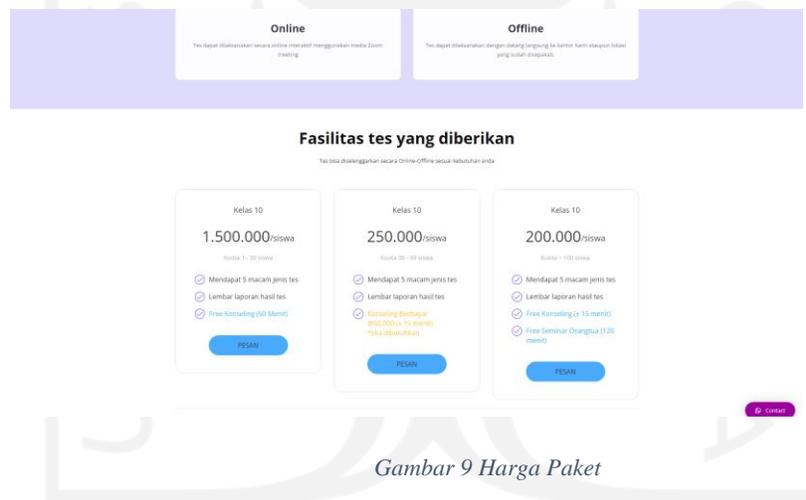 Online
Tes dapat dilaksanakan secara online interaktif menggunakan media Zoom
meeting
Offline
Tes dapat dilaksanakan dengan datang langsung ke kantor kami ataupun lokasi
yang sudah disepakati
Fasilitas tes yang diberikan
Tes bisa diselenggarkan secara Online-Offline sesuai kebutuhan anda
Kelas 10
1.500.000/siswa
Kuota 1 - 30 siswa
Mendapat 5 macam jenis tes
Lembar laporan hasil tes
Free Konseling (60 Menit)
PESAN
Kelas 10
250.000/siswa
Kuota 30 - 99 siswa
Mendapat 5 macam jenis tes
Lembar laporan hasil tes
Konseling Berbayar
@50.000 (± 15 menit)
*jika dibutuhkan
PESAN
Kelas 10
200.000/siswa
Kuota > 100 siswa
Mendapat 5 macam jenis tes
Lembar laporan hasil tes
Free Konseling (± 15 menit)
Free Seminar Orangtua (120
menit)
PESAN
Contact
Gambar 9 Harga Paket